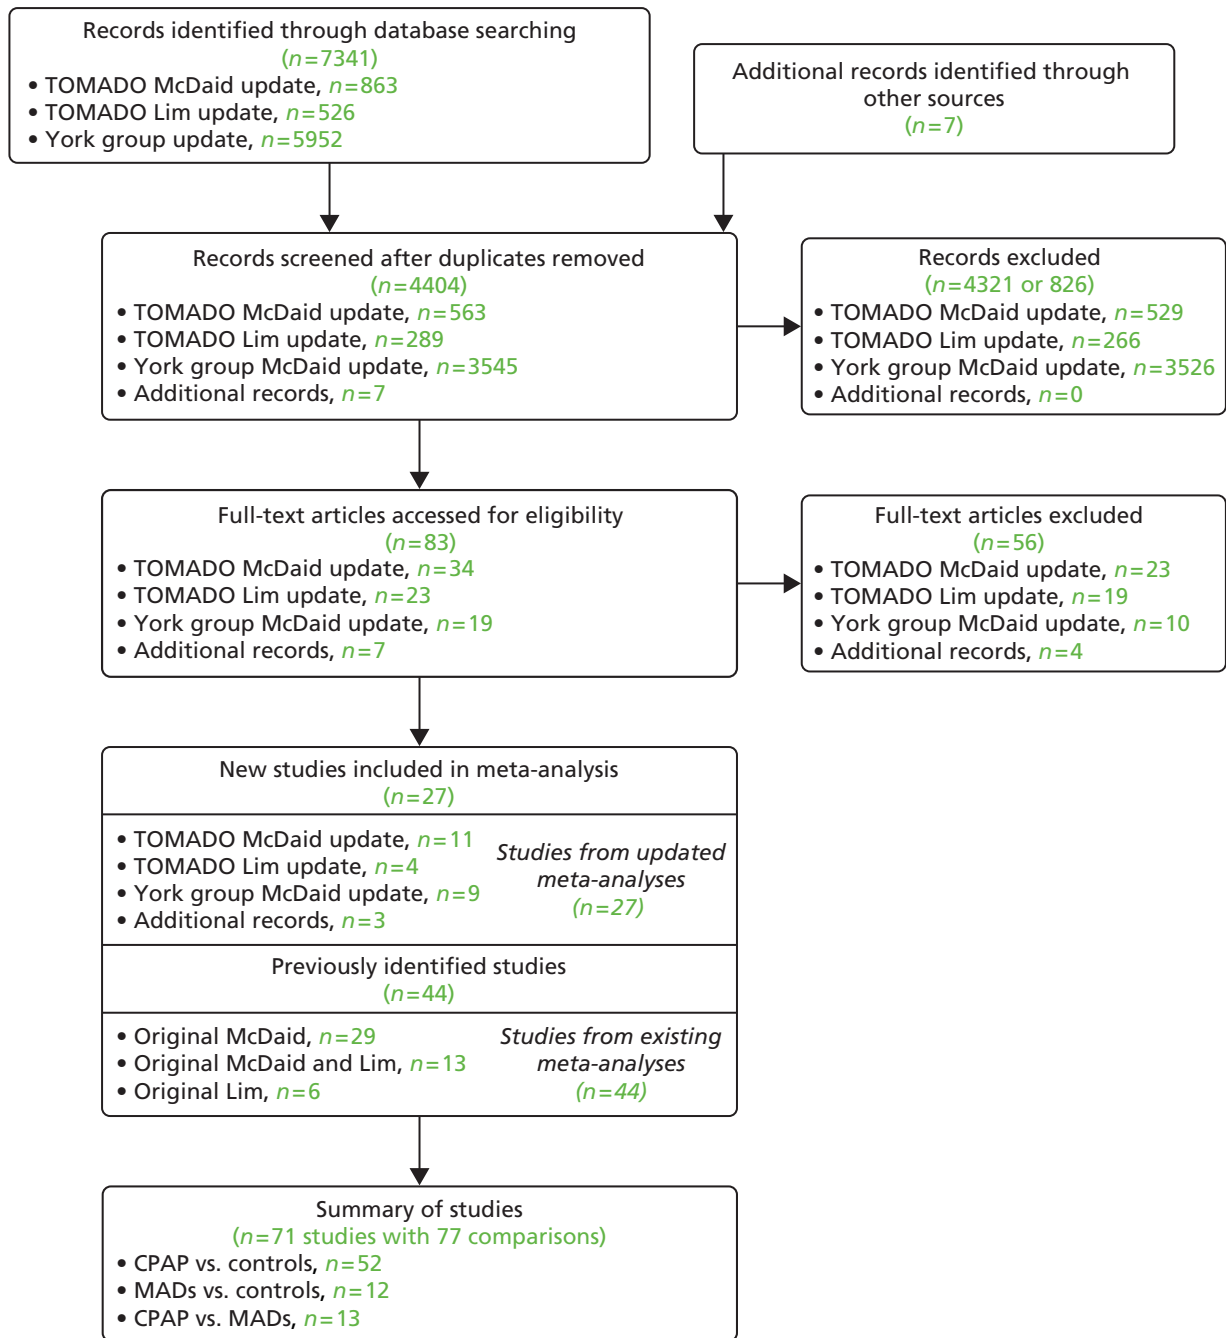 Records identified through database searching
(n=7341)
• TOMADO McDaid update, n=863
• TOMADO Lim update, n=526
• York group update, n=5952
Additional records identified through
other sources
(n=7)
Records screened after duplicates removed
(n=4404)
• TOMADO McDaid update, n=563
• TOMADO Lim update, n=289
• York group McDaid update, n=3545
• Additional records, n=7
Records excluded
(n=4321 or 826)
• TOMADO McDaid update, n=529
• TOMADO Lim update, n=266
• York group McDaid update, n=3526
• Additional records, n=0
Full-text articles accessed for eligibility
(n=83)
• TOMADO McDaid update, n=34
• TOMADO Lim update, n=23
• York group McDaid update, n=19
• Additional records, n=7
Full-text articles excluded
(n=56)
• TOMADO McDaid update, n=23
• TOMADO Lim update, n=19
• York group McDaid update, n=10
• Additional records, n=4
New studies included in meta-analysis
(n=27)
• TOMADO McDaid update, n=11
• TOMADO Lim update, n=4
• York group McDaid update, n=9
• Additional records, n=3
Studies from updated
meta-analyses
(n=27)
Previously identified studies
(n=44)
• Original McDaid, n=29
• Original McDaid and Lim, n=13
• Original Lim, n=6
Studies from existing
meta-analyses
(n=44)
Summary of studies
(n=71 studies with 77 comparisons)
• CPAP vs. controls, n=52
• MADs vs. controls, n=12
• CPAP vs. MADs, n=13